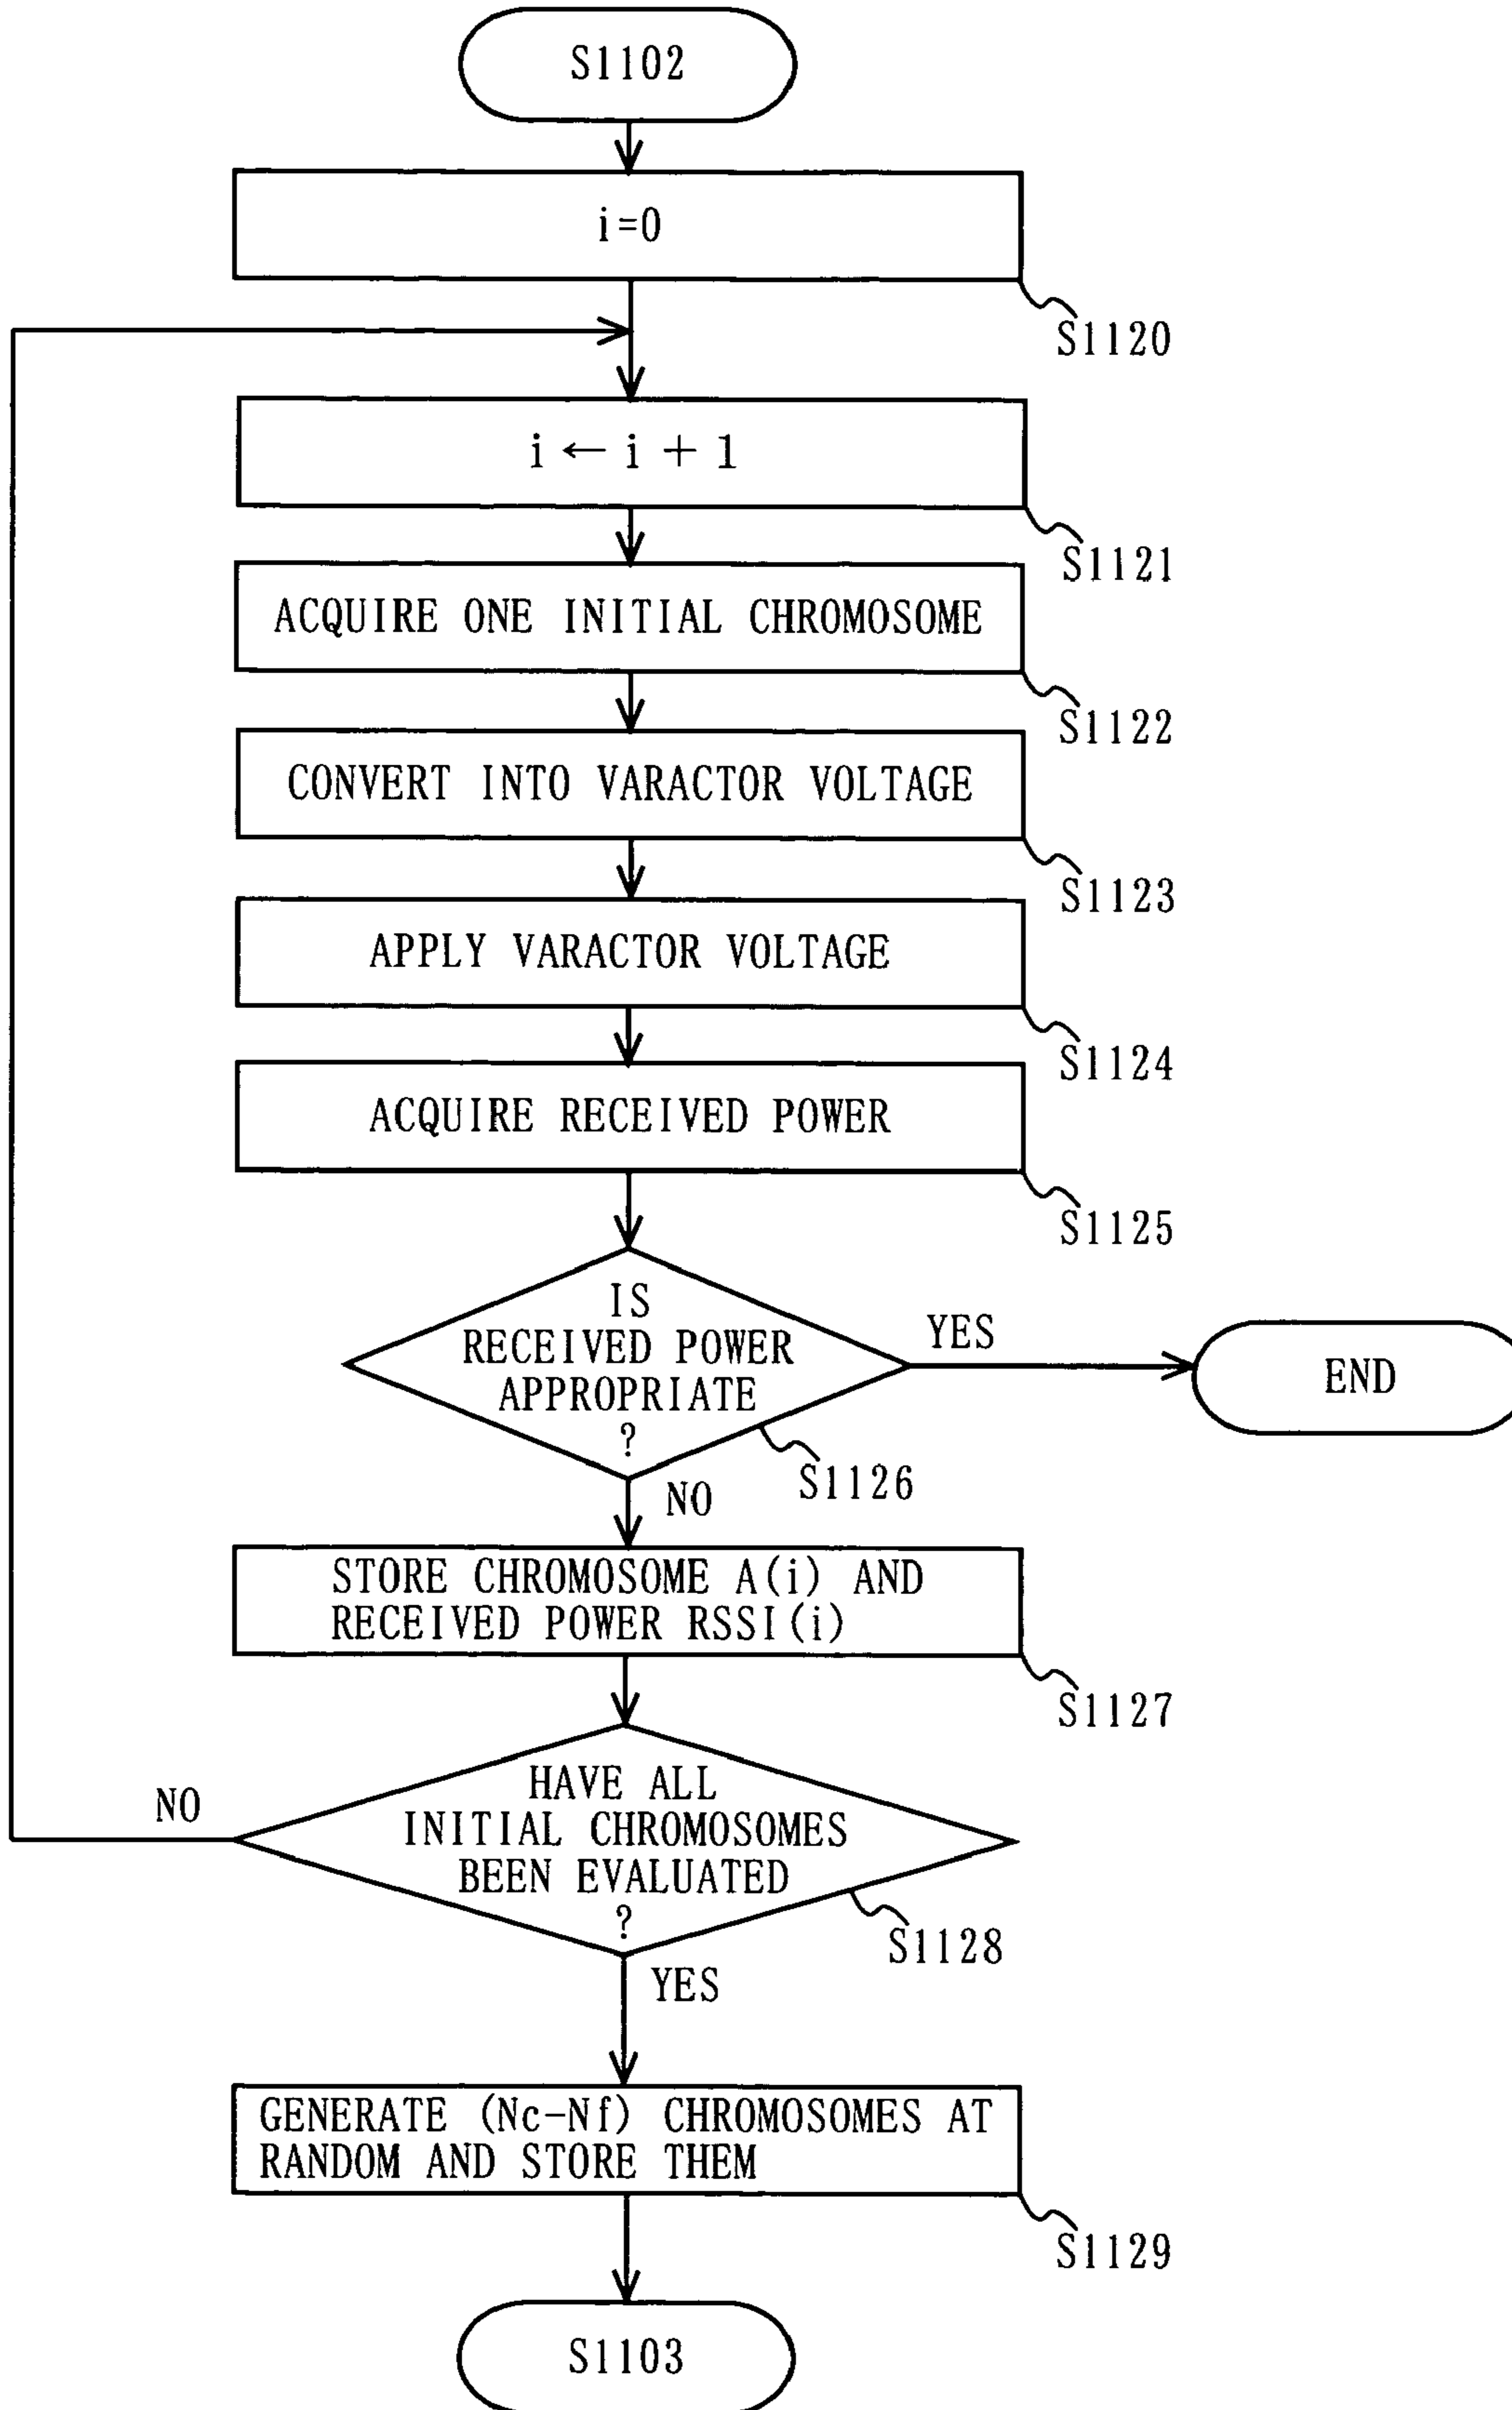 S1102
i=0
S1120
i ← i + 1
S1121
ACQUIRE ONE INITIAL CHROMOSOME
S1122
CONVERT INTO VARACTOR VOLTAGE
S1123
APPLY VARACTOR VOLTAGE
S1124
ACQUIRE RECEIVED POWER
S1125
IS
RECEIVED POWER
APPROPRIATE
?
YES
END
S1126
NO
STORE CHROMOSOME A(i) AND
RECEIVED POWER RSSI(i)
S1127
HAVE ALL
INITIAL CHROMOSOMES
BEEN EVALUATED
?
NO
S1128
YES
GENERATE (Nc-Nf) CHROMOSOMES AT
RANDOM AND STORE THEM
S1129
S1103